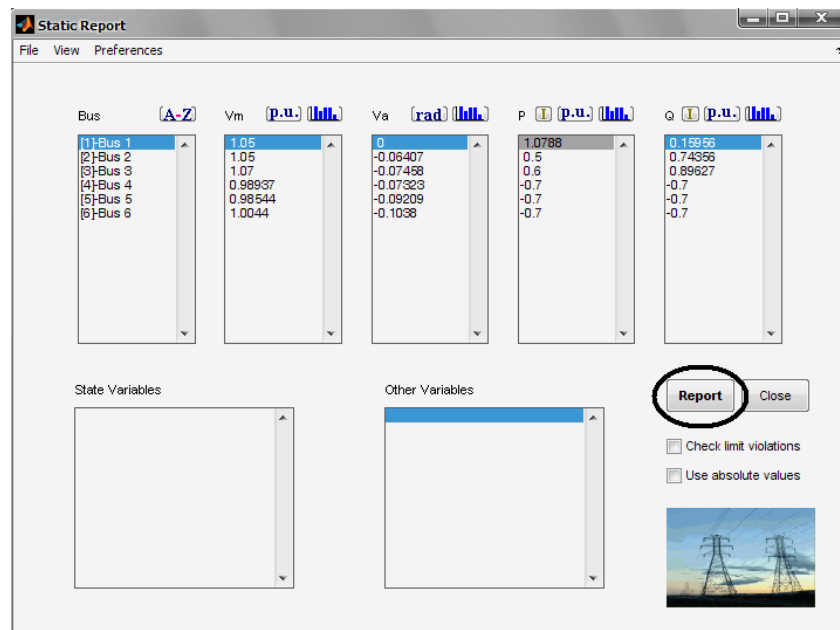 Static Report
File View Preferences
Bus [A-Z] Vm [p.u.] Va [rad] P I [p.u.] Q I [p.u.]
[1]-Bus 1 1.05 0 1.0788 0.15956
[2]-Bus 2 1.05 -0.06407 0.5 0.74356
[3]-Bus 3 1.07 -0.07458 0.6 0.89627
[4]-Bus 4 0.98937 -0.07323 -0.7 -0.7
[5]-Bus 5 0.98544 -0.09209 -0.7 -0.7
[6]-Bus 6 1.0044 -0.1038 -0.7 -0.7
State Variables Other Variables
Report Close
Check limit violations
Use absolute values